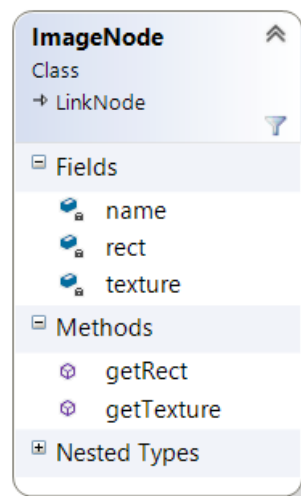 ImageNode
Class
→ LinkNode
Fields
name
rect
texture
Methods
getRect
getTexture
Nested Types